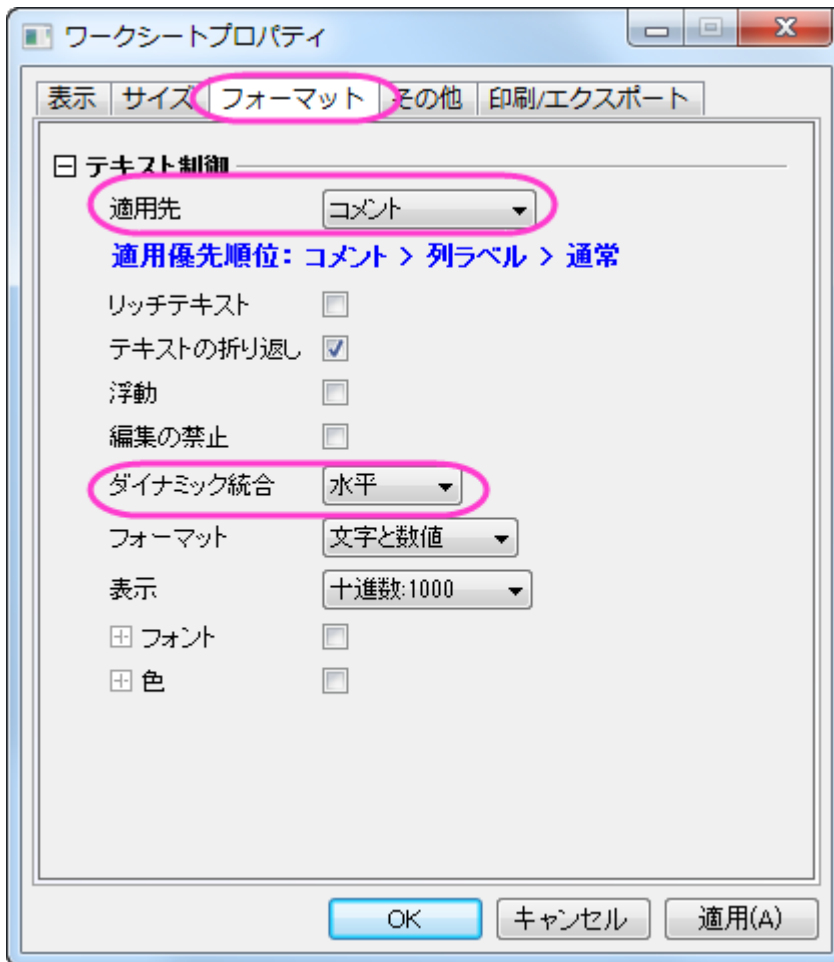 ワークシートプロパティ
表示 サイズ フォーマット その他 印刷/エクスポート
テキスト制御
適用先 コメント
適用優先順位: コメント > 列ラベル > 通常
リッチテキスト
テキストの折り返し
浮動
編集の禁止
ダイナミック統合 水平
フォーマット 文字と数値
表示 十進数:1000
フォント
色
OK キャンセル 適用(A)